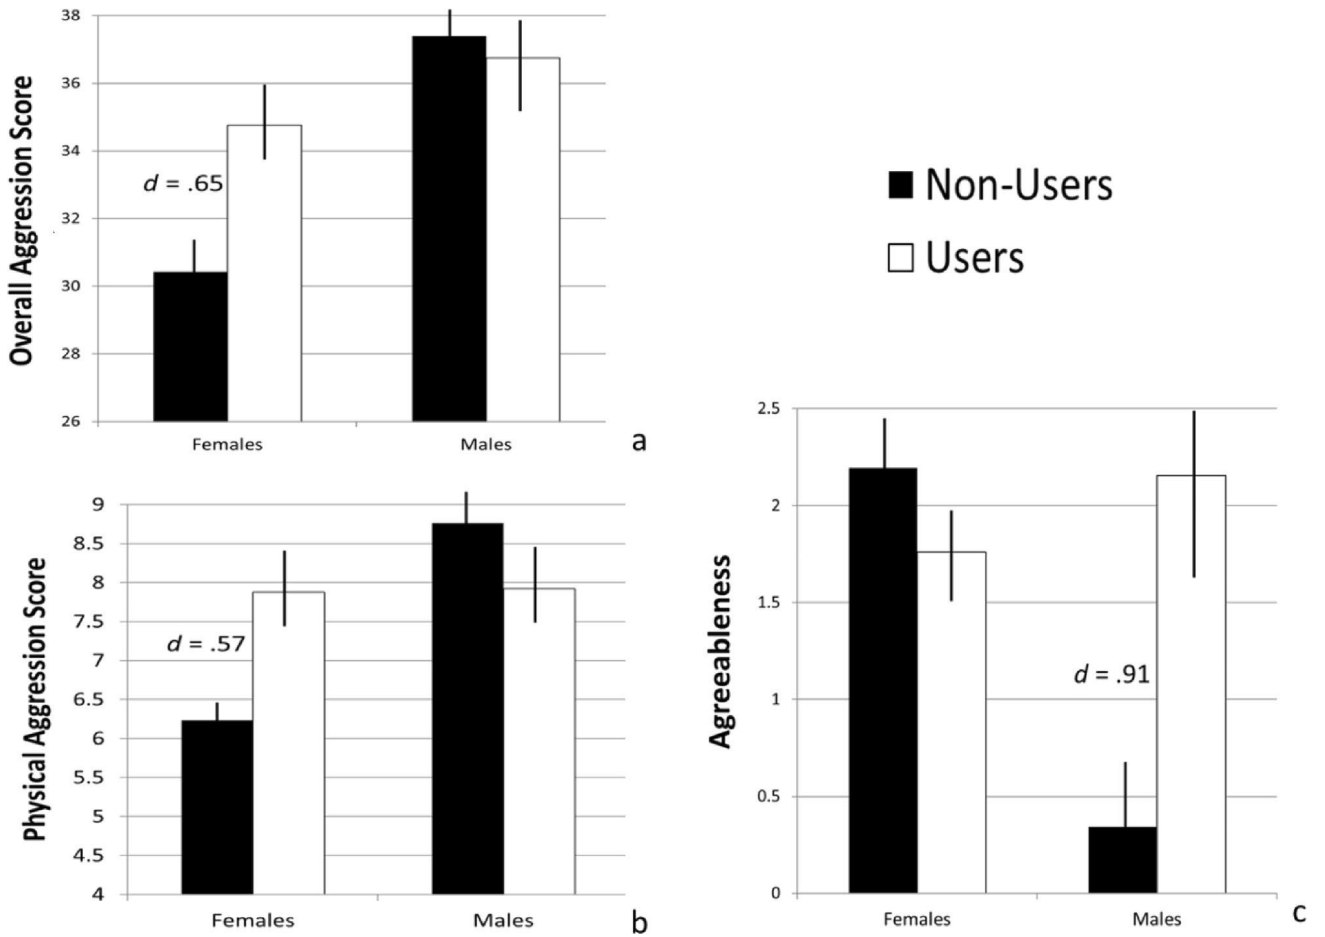 38
36
34
32
30
28
26
Overall Aggression Score
d = .65
Females
Males
a
Non-Users
Users
9
8.5
8
7.5
7
6.5
6
5.5
5
4.5
4
Physical Aggression Score
d = .57
Females
Males
b
2.5
2
1.5
1
0.5
0
Agreeableness
d = .91
Females
Males
c